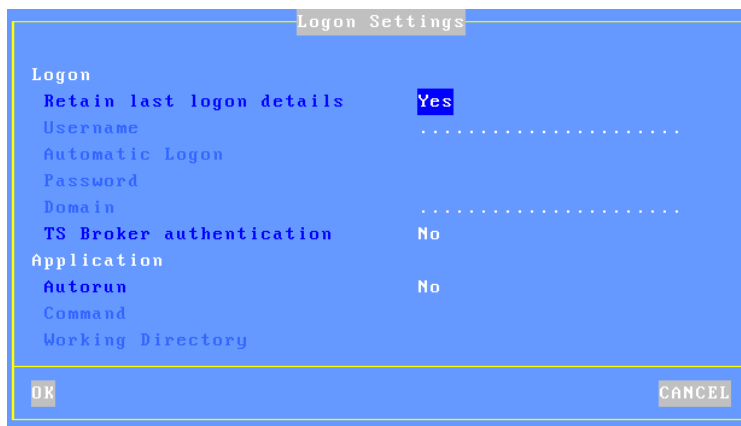 Logon Settings
Logon
Retain last logon details Yes
Username ......................
Automatic Logon
Password
Domain ......................
TS Broker authentication No
Application
Autorun No
Command
Working Directory
OK CANCEL